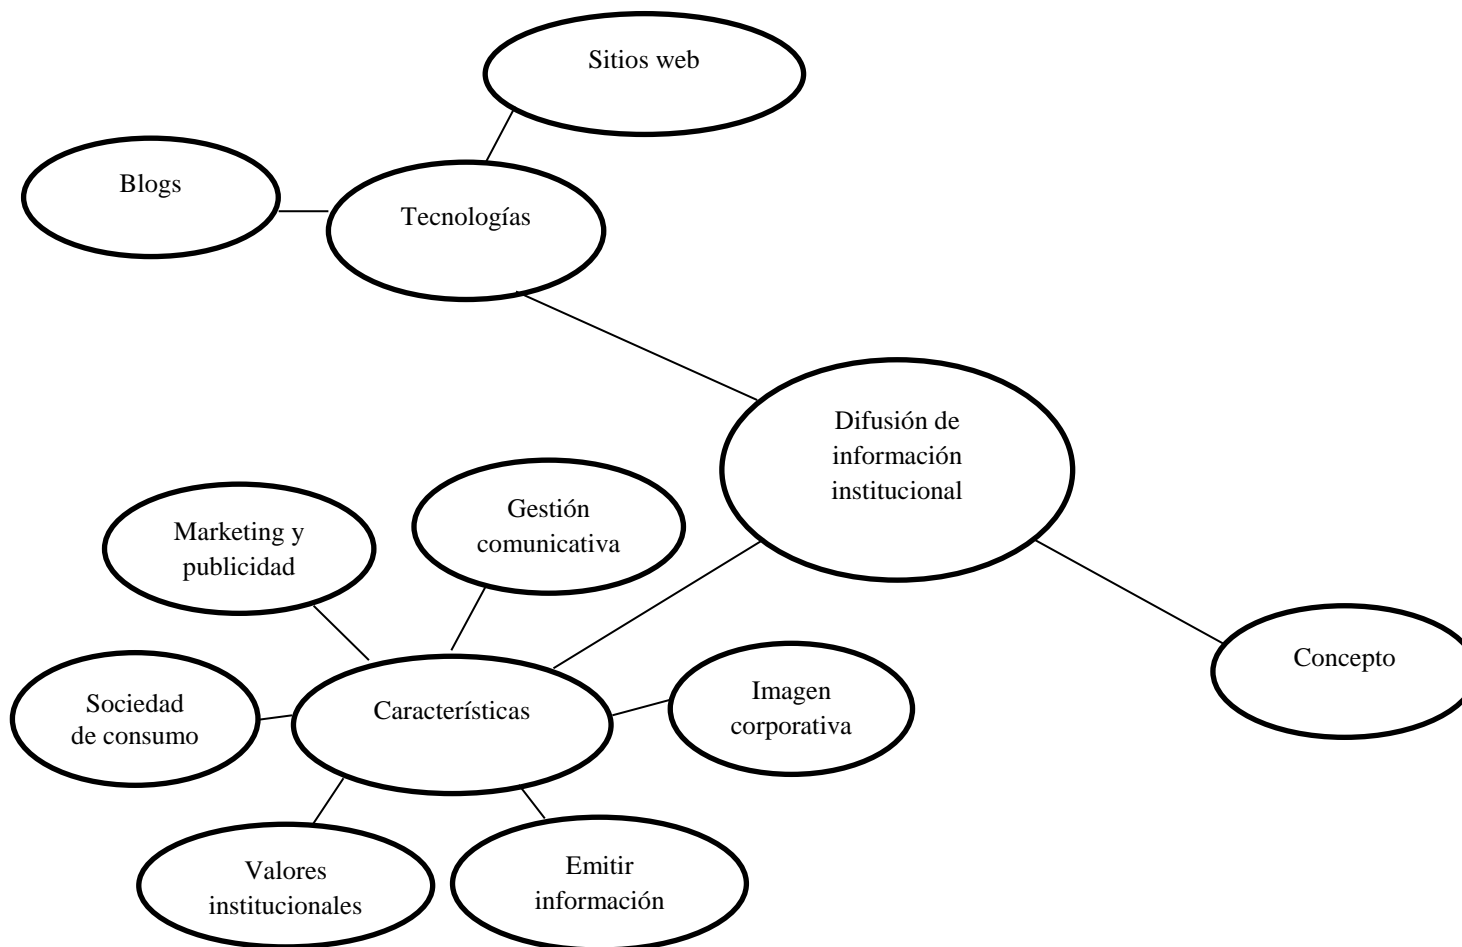 Sitios web
Blogs
Tecnologías
Difusión de
información
institucional
Gestión
comunicativa
Marketing y
publicidad
Concepto
Imagen
corporativa
Características
Sociedad
de consumo
Emitir
información
Valores
institucionales